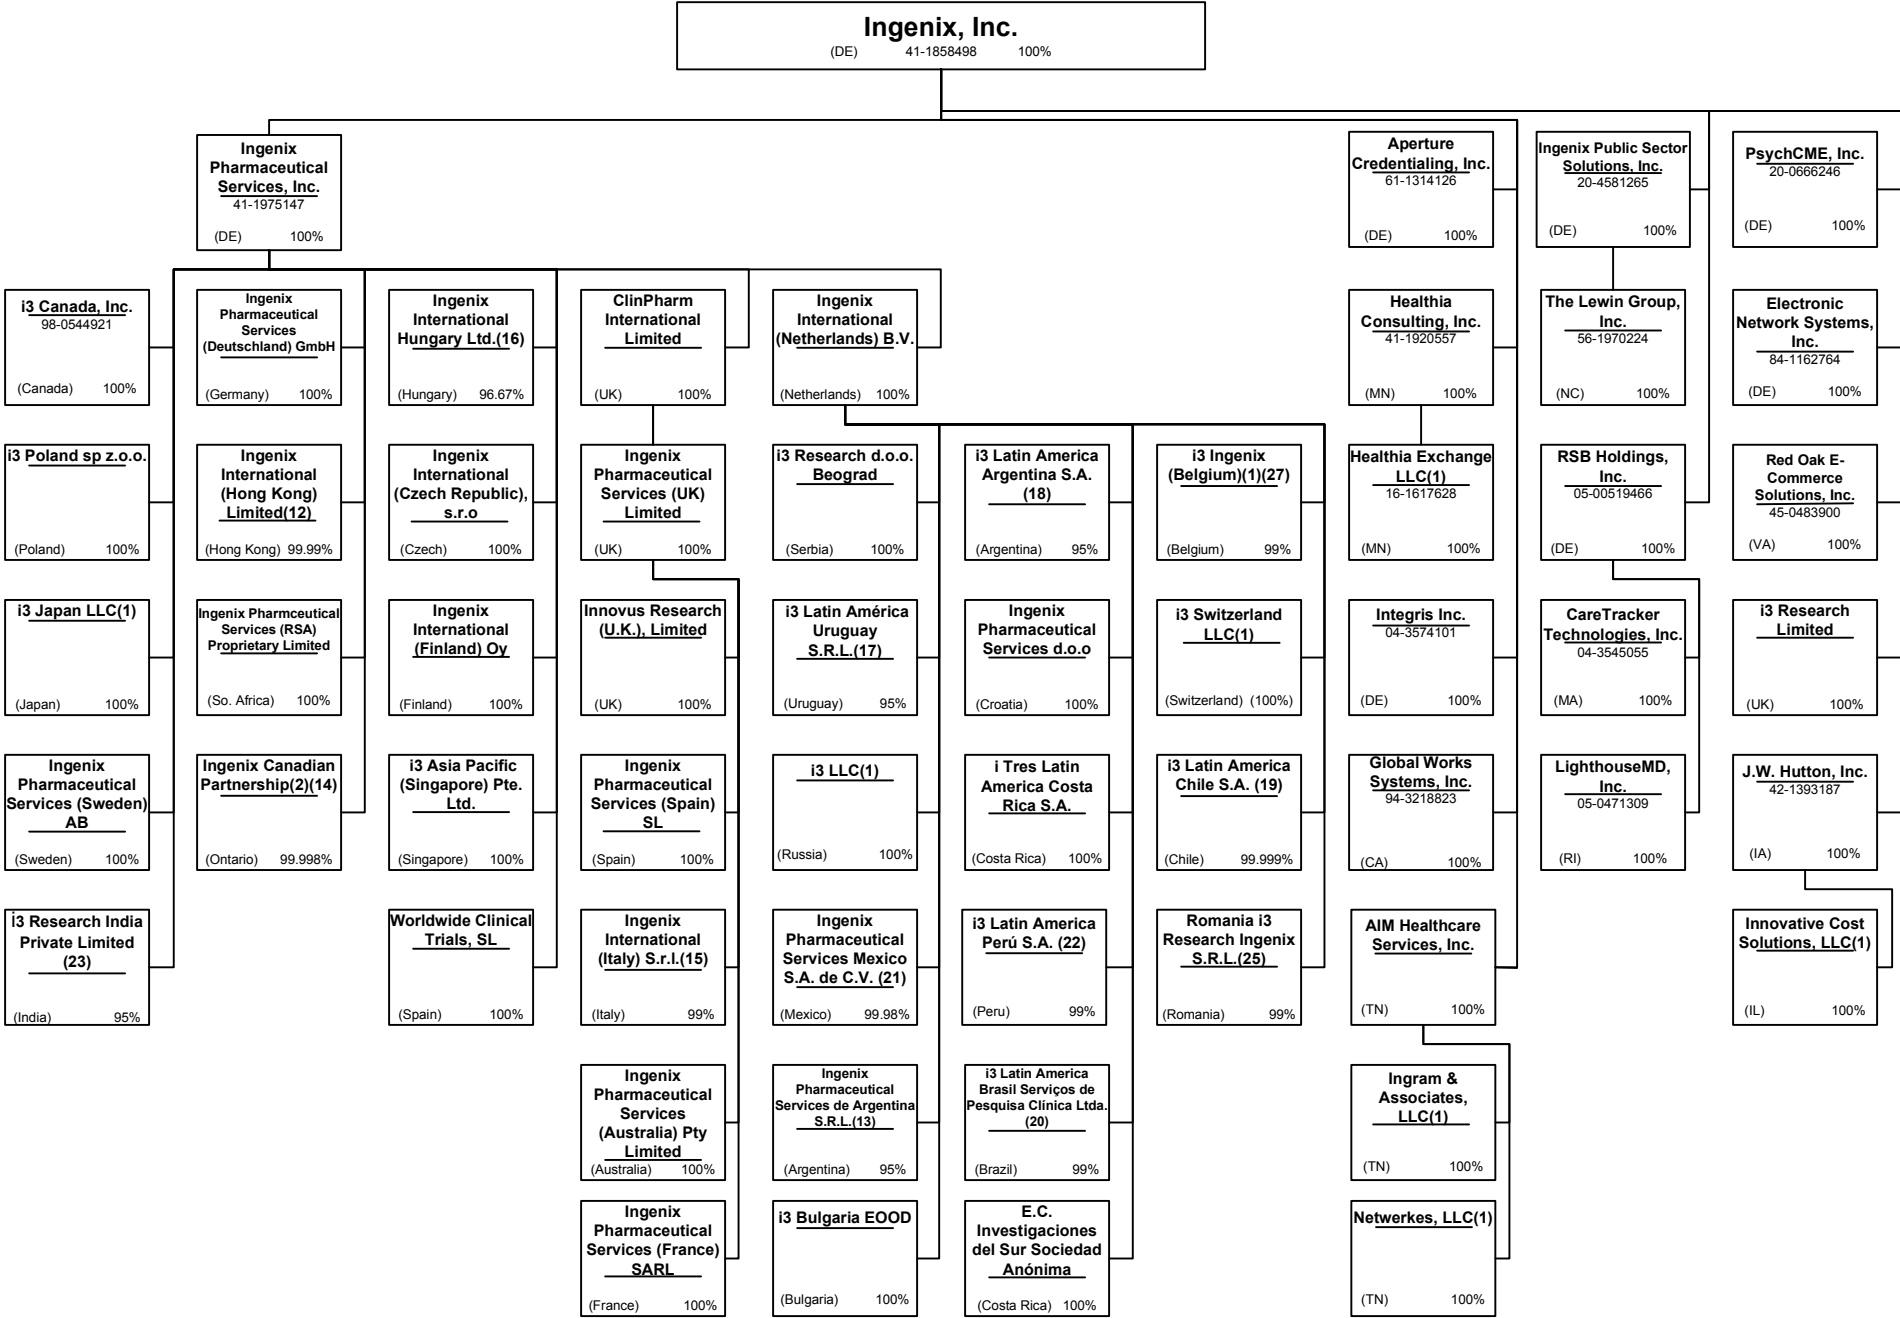 Ingenix, Inc.
(DE) 41-1858498 100%
Ingenix
Pharmaceutical
Services, Inc.
41-1975147
(DE) 100%
Aperture
Credentialing, Inc.
61-1314126
(DE) 100%
Ingenix Public Sector
Solutions, Inc.
20-4581265
(DE) 100%
PsychCME, Inc.
20-0666246
(DE) 100%
i3 Canada, Inc.
98-0544921
(Canada) 100%
Ingenix
Pharmaceutical
Services
(Deutschland) GmbH
(Germany) 100%
Ingenix
International
Hungary Ltd.(16)
(Hungary) 96.67%
ClinPharm
International
Limited
(UK) 100%
Ingenix
International
(Netherlands) B.V.
(Netherlands) 100%
Healthia
Consulting, Inc.
41-1920557
(MN) 100%
The Lewin Group,
Inc.
56-1970224
(NC) 100%
Electronic
Network Systems,
Inc.
84-1162764
(DE) 100%
i3 Poland sp z.o.o.
(Poland) 100%
Ingenix
International
(Hong Kong)
Limited(12)
(Hong Kong) 99.99%
Ingenix
International
(Czech Republic),
s.r.o
(Czech) 100%
Ingenix
Pharmaceutical
Services (UK)
Limited
(UK) 100%
i3 Research d.o.o.
Beograd
(Serbia) 100%
i3 Latin America
Argentina S.A.
(18)
(Argentina) 95%
i3 Ingenix
(Belgium)(1)(27)
(Belgium) 99%
Healthia Exchange
LLC(1)
16-1617628
(MN) 100%
RSB Holdings,
Inc.
05-00519466
(DE) 100%
Red Oak E-
Commerce
Solutions, Inc.
45-0483900
(VA) 100%
i3 Japan LLC(1)
(Japan) 100%
Ingenix Pharmceutical
Services (RSA)
Proprietary Limited
(So. Africa) 100%
Ingenix
International
(Finland) Oy
(Finland) 100%
Innovus Research
(U.K.), Limited
(UK) 100%
i3 Latin América
Uruguay
S.R.L.(17)
(Uruguay) 95%
Ingenix
Pharmaceutical
Services d.o.o
(Croatia) 100%
i3 Switzerland
LLC(1)
(Switzerland) (100%)
Integris Inc.
04-3574101
(DE) 100%
CareTracker
Technologies, Inc.
04-3545055
(MA) 100%
i3 Research
Limited
(UK) 100%
Ingenix
Pharmaceutical
Services (Sweden)
AB
(Sweden) 100%
Ingenix Canadian
Partnership(2)(14)
(Ontario) 99.998%
i3 Asia Pacific
(Singapore) Pte.
Ltd.
(Singapore) 100%
Ingenix
Pharmaceutical
Services (Spain)
SL
(Spain) 100%
i3 LLC(1)
(Russia) 100%
i Tres Latin
America Costa
Rica S.A.
(Costa Rica) 100%
i3 Latin America
Chile S.A. (19)
(Chile) 99.999%
Global Works
Systems, Inc.
94-3218823
(CA) 100%
LighthouseMD,
Inc.
05-0471309
(RI) 100%
J.W. Hutton, Inc.
42-1393187
(IA) 100%
i3 Research India
Private Limited
(23)
(India) 95%
Worldwide Clinical
Trials, SL
(Spain) 100%
Ingenix
International
(Italy) S.r.l.(15)
(Italy) 99%
Ingenix
Pharmaceutical
Services Mexico
S.A. de C.V. (21)
(Mexico) 99.98%
i3 Latin America
Perú S.A. (22)
(Peru) 99%
Romania i3
Research Ingenix
S.R.L.(25)
(Romania) 99%
AIM Healthcare
Services, Inc.
(TN) 100%
Innovative Cost
Solutions, LLC(1)
(IL) 100%
Ingenix
Pharmaceutical
Services
(Australia) Pty
Limited
(Australia) 100%
Ingenix
Pharmaceutical
Services de Argentina
S.R.L.(13)
(Argentina) 95%
i3 Latin America
Brasil Serviços de
Pesquisa Clínica Ltda.
(20)
(Brazil) 99%
Ingram &
Associates,
LLC(1)
(TN) 100%
Ingenix
Pharmaceutical
Services (France)
SARL
(France) 100%
i3 Bulgaria EOOD
(Bulgaria) 100%
E.C.
Investigaciones
del Sur Sociedad
Anónima
(Costa Rica) 100%
Netwerkes, LLC(1)
(TN) 100%